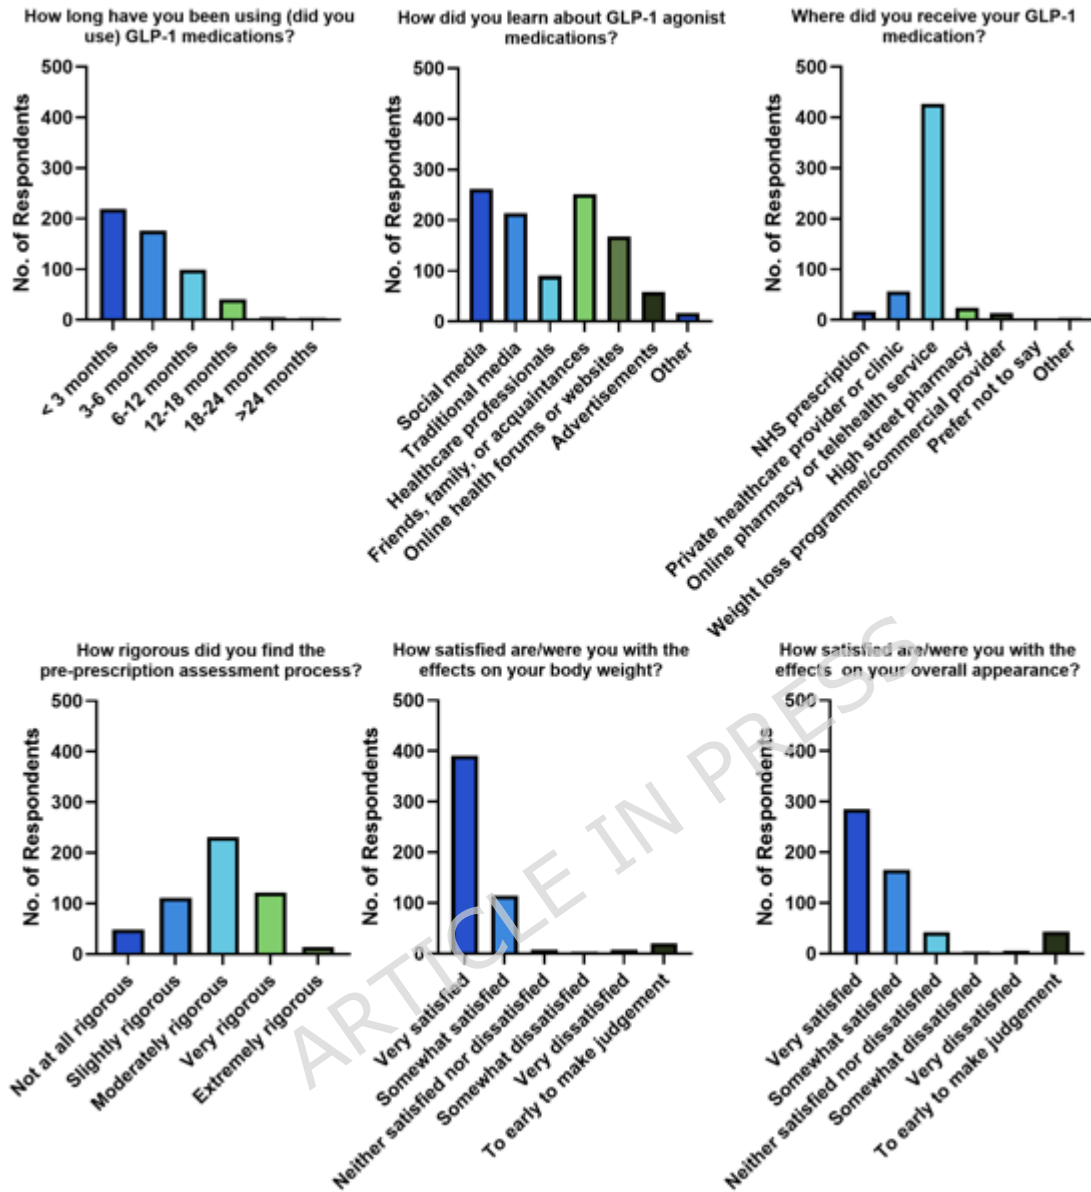 How long have you been using (did you
use) GLP-1 medications?
No. of Respondents
500
400
300
200
100
0
< 3 months
3-6 months
6-12 months
12-18 months
18-24 months
>24 months
How did you learn about GLP-1 agonist
medications?
No. of Respondents
500
400
300
200
100
0
Social media
Traditional media
Healthcare professionals
Friends, family, or acquaintances
Online health forums or websites
Advertisements
Other
Where did you receive your GLP-1
medication?
No. of Respondents
500
400
300
200
100
0
NHS prescription
Private healthcare provider or clinic
Online pharmacy or telehealth service
High street pharmacy
Weight loss programme/commercial provider
Prefer not to say
Other
How rigorous did you find the
pre-prescription assessment process?
No. of Respondents
500
400
300
200
100
0
Not at all rigorous
Slightly rigorous
Moderately rigorous
Very rigorous
Extremely rigorous
How satisfied are/were you with the
effects on your body weight?
No. of Respondents
500
400
300
200
100
0
Very satisfied
Somewhat satisfied
Neither satisfied nor dissatisfied
Somewhat dissatisfied
Very dissatisfied
To early to make judgement
How satisfied are/were you with the
effects on your overall appearance?
No. of Respondents
500
400
300
200
100
0
Very satisfied
Somewhat satisfied
Neither satisfied nor dissatisfied
Somewhat dissatisfied
Very dissatisfied
To early to make judgement
ARTICLE IN PRESS